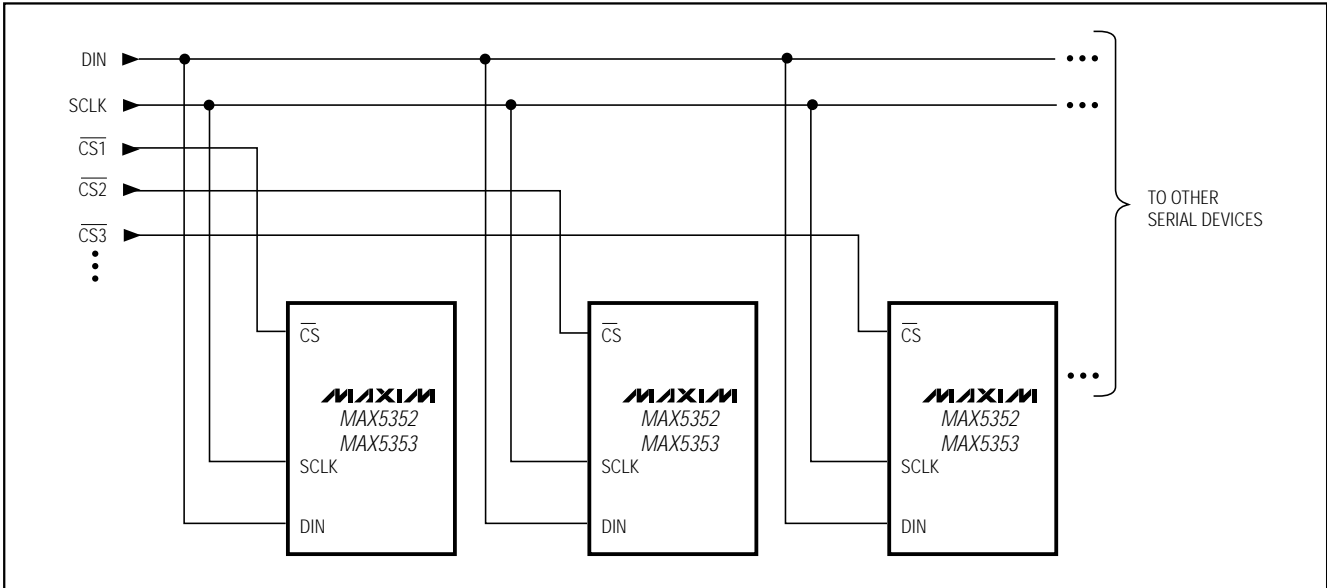 DIN
SCLK
CS1
CS2
CS3
TO OTHER
SERIAL DEVICES
CS
MAXIM
MAX5352
MAX5353
SCLK
DIN
CS
MAXIM
MAX5352
MAX5353
SCLK
DIN
CS
MAXIM
MAX5352
MAX5353
SCLK
DIN